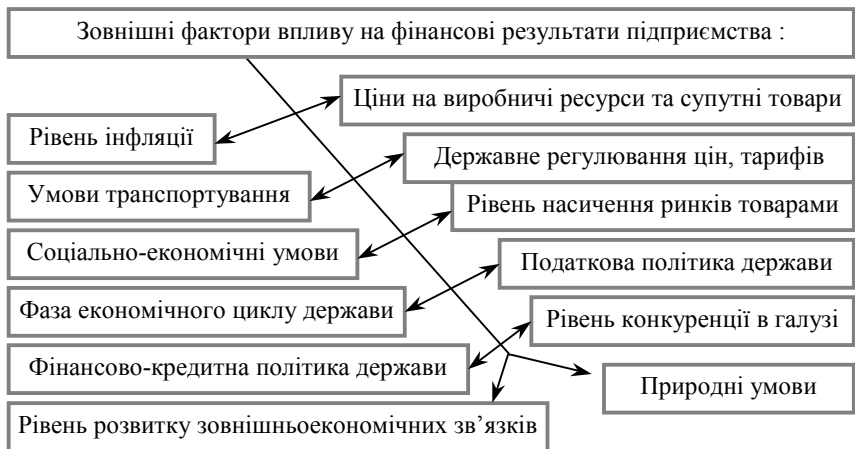 Зовнішні фактори впливу на фінансові результати підприємства :
Ціни на виробничі ресурси та супутні товари
Рівень інфляції
Державне регулювання цін, тарифів
Умови транспортування
Рівень насичення ринків товарами
Соціально-економічні умови
Податкова політика держави
Фаза економічного циклу держави
Рівень конкуренції в галузі
Фінансово-кредитна політика держави
Природні умови
Рівень розвитку зовнішньоекономічних зв’язків